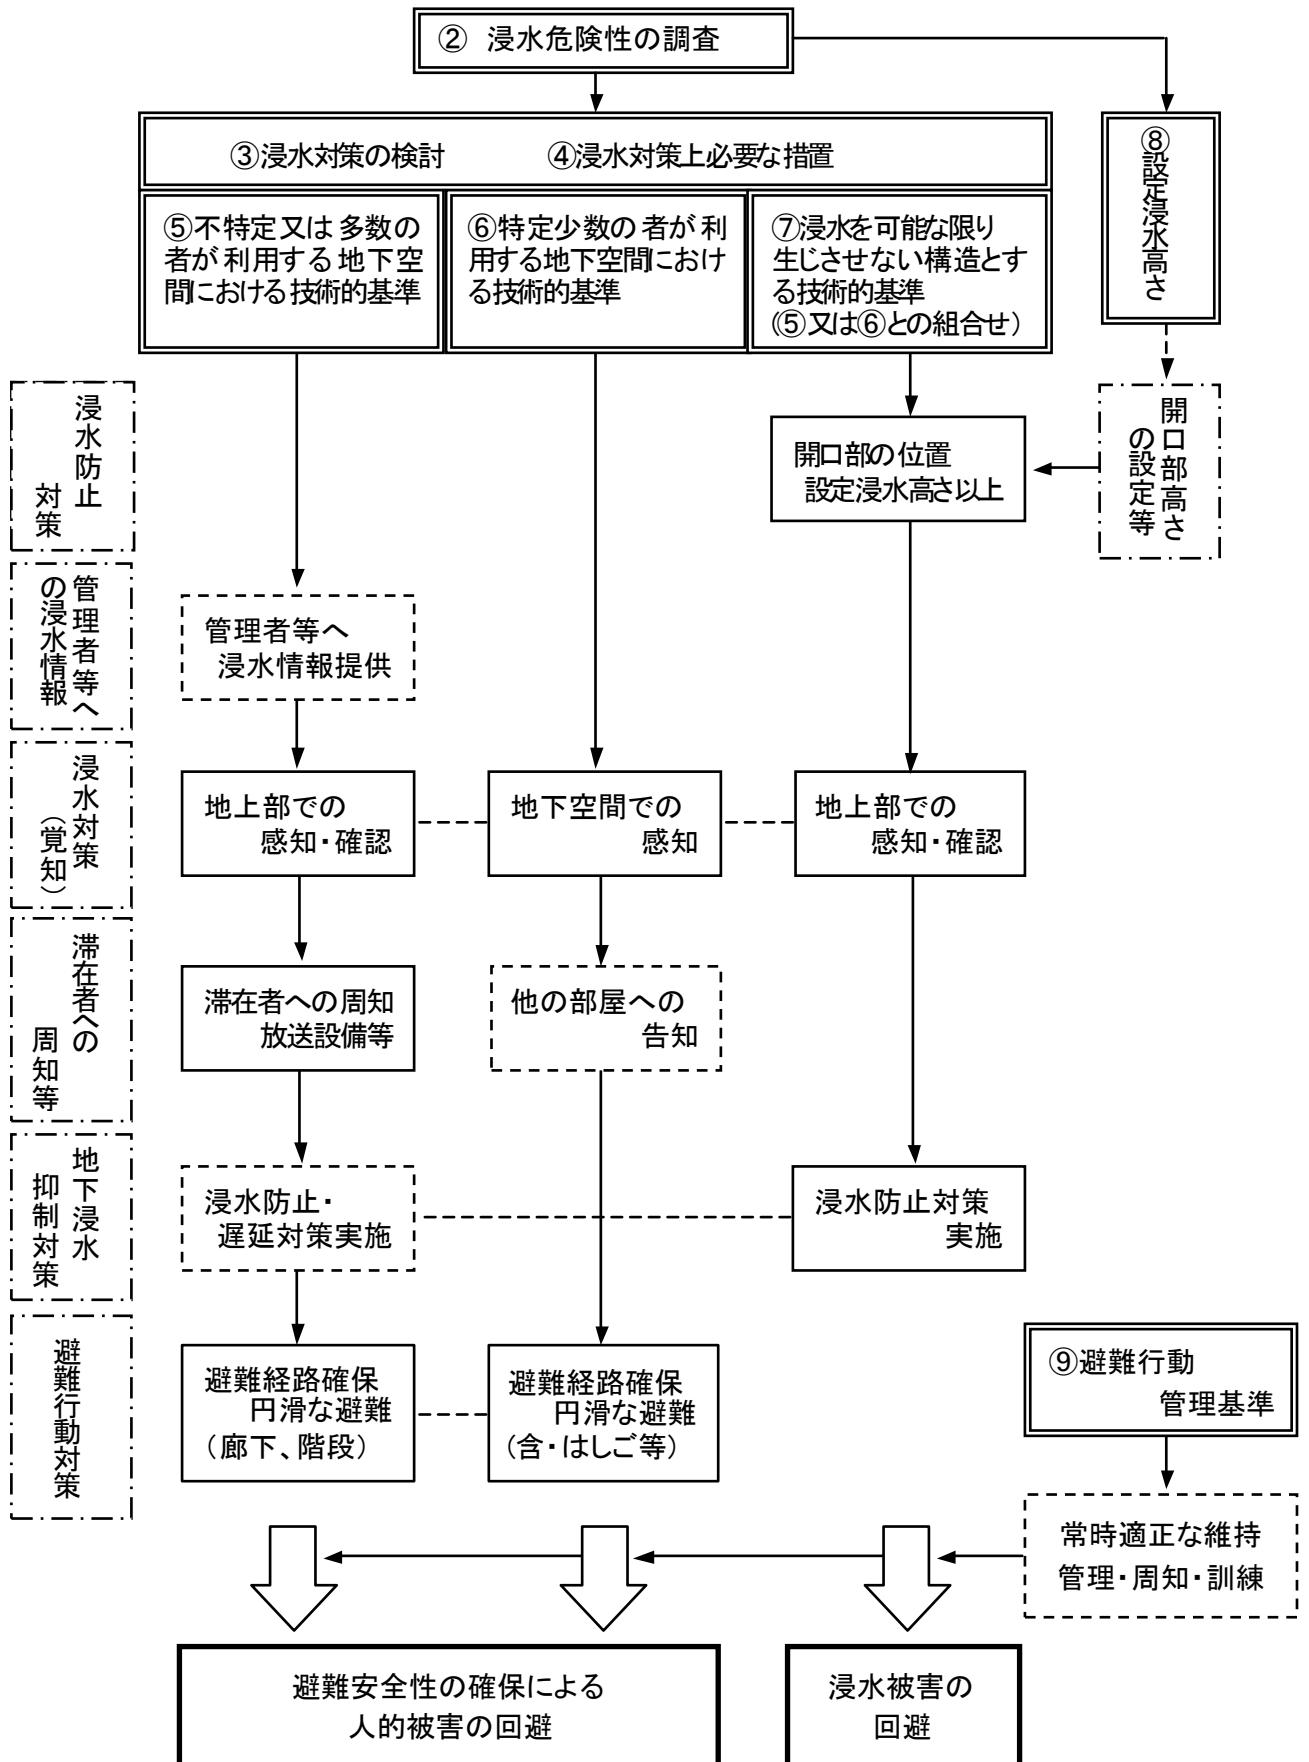 ② 浸水危険性の調査
③浸水対策の検討 ④浸水対策上必要な措置
⑧設定浸水高さ
⑤不特定又は多数の
者が利用する地下空
間における技術的基準
⑥特定少数の者が利
用する地下空間におけ
る技術的基準
⑦浸水を可能な限り
生じさせない構造とす
る技術的基準
(⑤又は⑥との組合せ)
浸水防止
対策
開口部の位置
設定浸水高さ以上
開口部高さ
の設定等
管理者等へ
の浸水情報
管理者等へ
浸水情報提供
浸水対策
(覚知)
地上部での
感知・確認
地下空間での
感知
地上部での
感知・確認
滞在者への
周知等
滞在者への周知
放送設備等
他の部屋への
告知
地下浸水
抑制対策
浸水防止・
遅延対策実施
浸水防止対策
実施
避難行動対策
避難経路確保
円滑な避難
(廊下、階段)
避難経路確保
円滑な避難
(含・はしご等)
⑨避難行動
管理基準
常時適正な維持
管理・周知・訓練
避難安全性の確保による
人的被害の回避
浸水被害の
回避